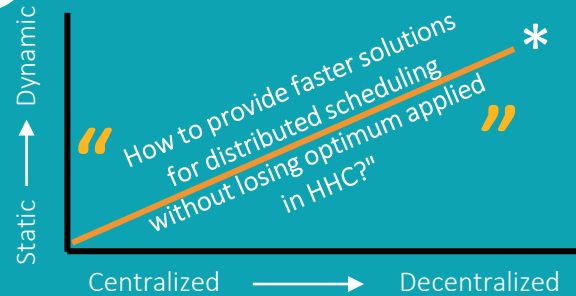 Static → Dynamic
*
“
How to provide faster solutions
for distributed scheduling
without losing optimum applied
in HHC?"
”
Centralized → Decentralized